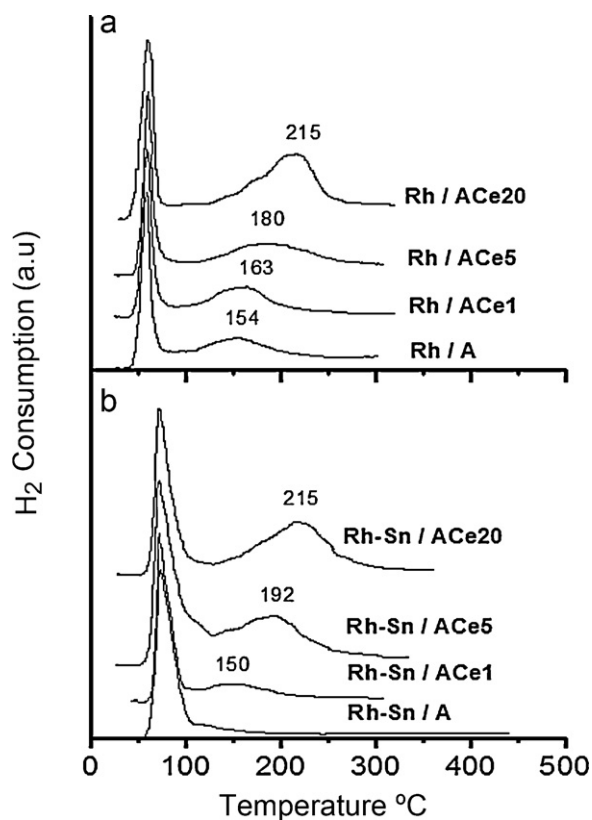 a
215
Rh / ACe20
180
Rh / ACe5
163
Rh / ACe1
154
Rh / A
b
215
Rh-Sn / ACe20
192
Rh-Sn / ACe5
150
Rh-Sn / ACe1
Rh-Sn / A
0 100 200 300 400 500
Temperature ºC
H₂ Consumption (a.u)